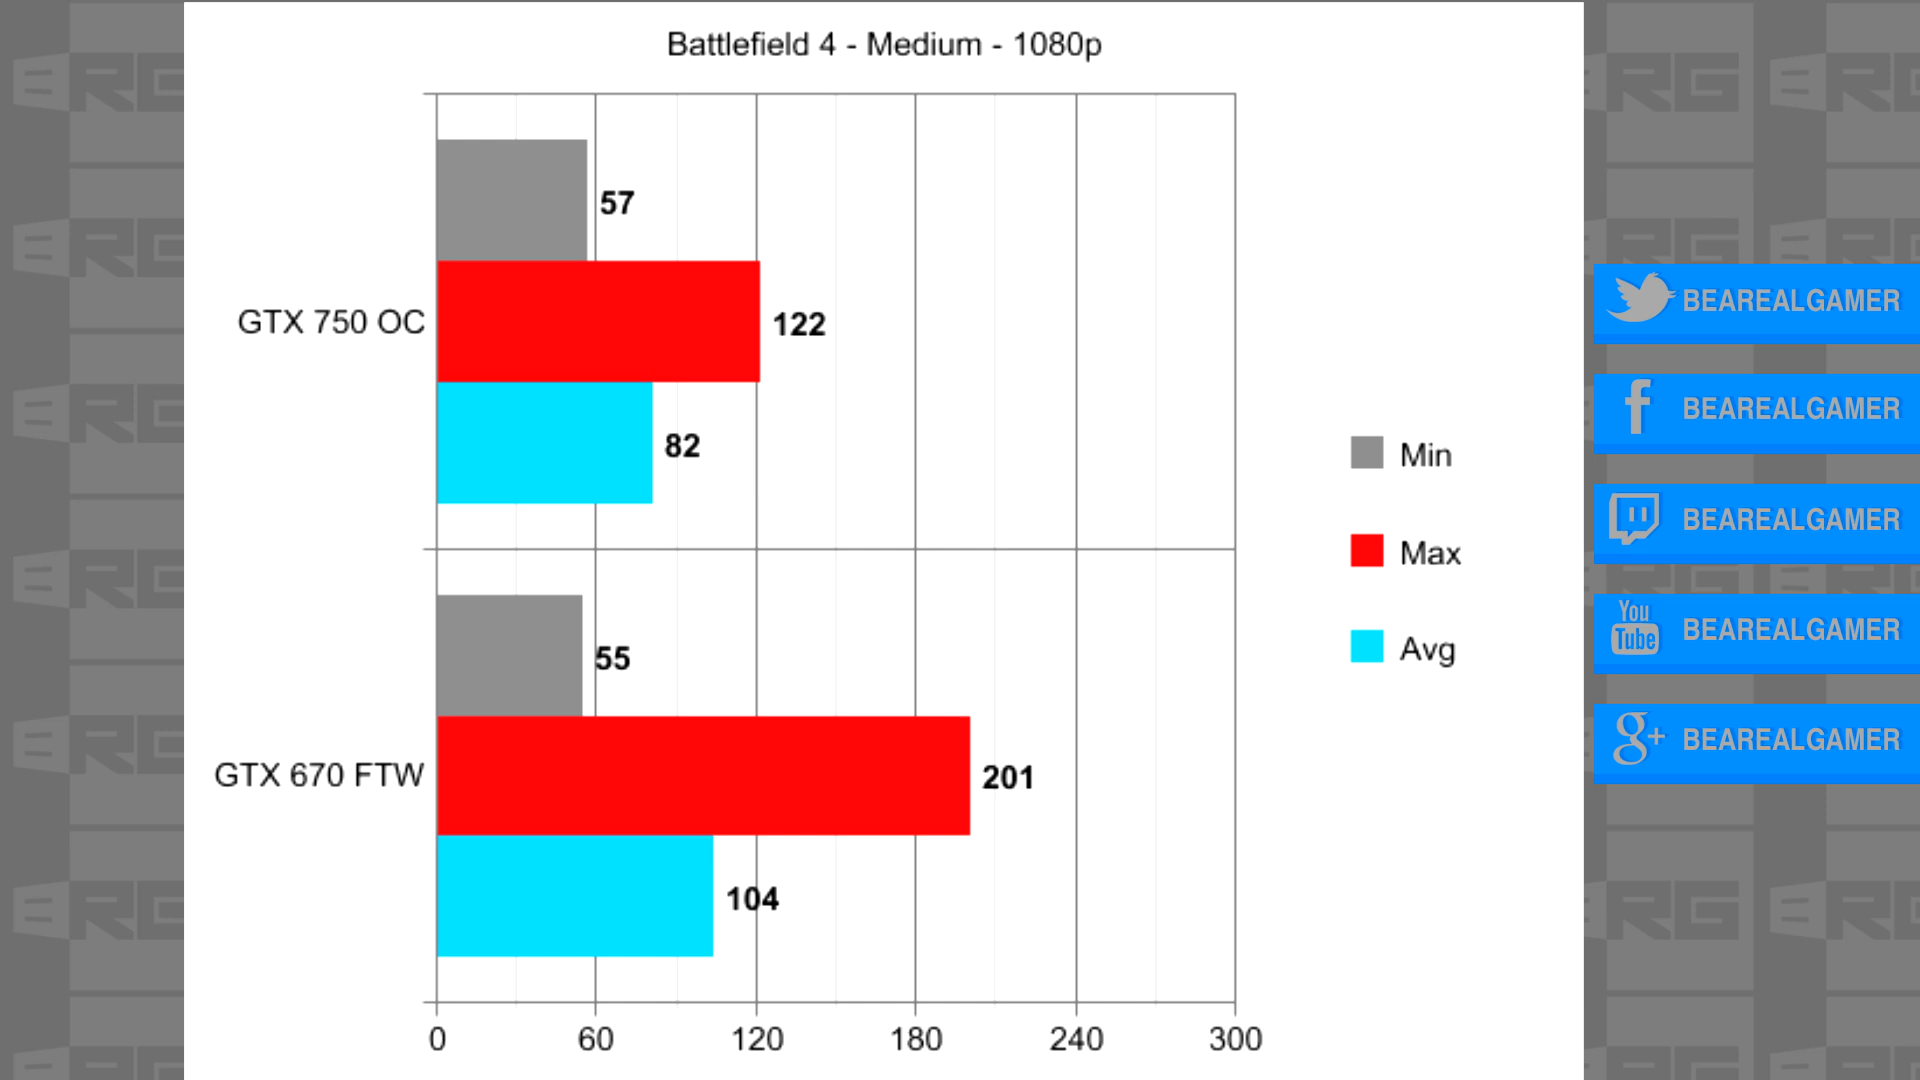 Battlefield 4 - Medium - 1080p
57
GTX 750 OC
122
82
55
GTX 670 FTW
201
104
0 60 120 180 240 300
Min
Max
Avg
BEAREALGAMER
f BEAREALGAMER
BEAREALGAMER
You Tube BEAREALGAMER
g+ BEAREALGAMER